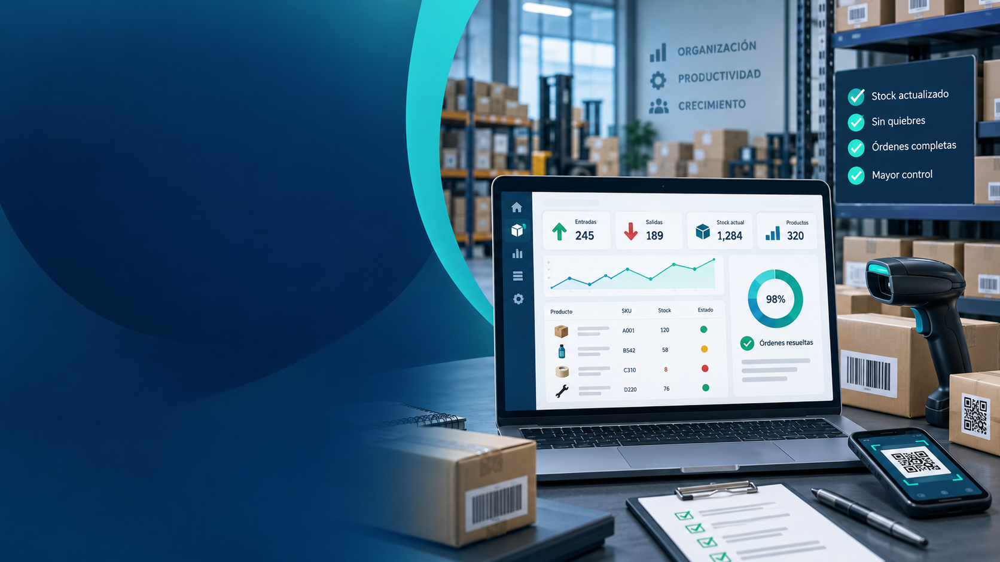 ORGANIZACIÓN
PRODUCTIVIDAD
CRECIMIENTO
Stock actualizado
Sin quiebres
Órdenes completas
Mayor control
Entradas
245
Salidas
189
Stock actual
1,284
Productos
320
98%
Órdenes resueltas
Producto SKU Stock Estado
A001 120
B542 58
C310 8
D220 76